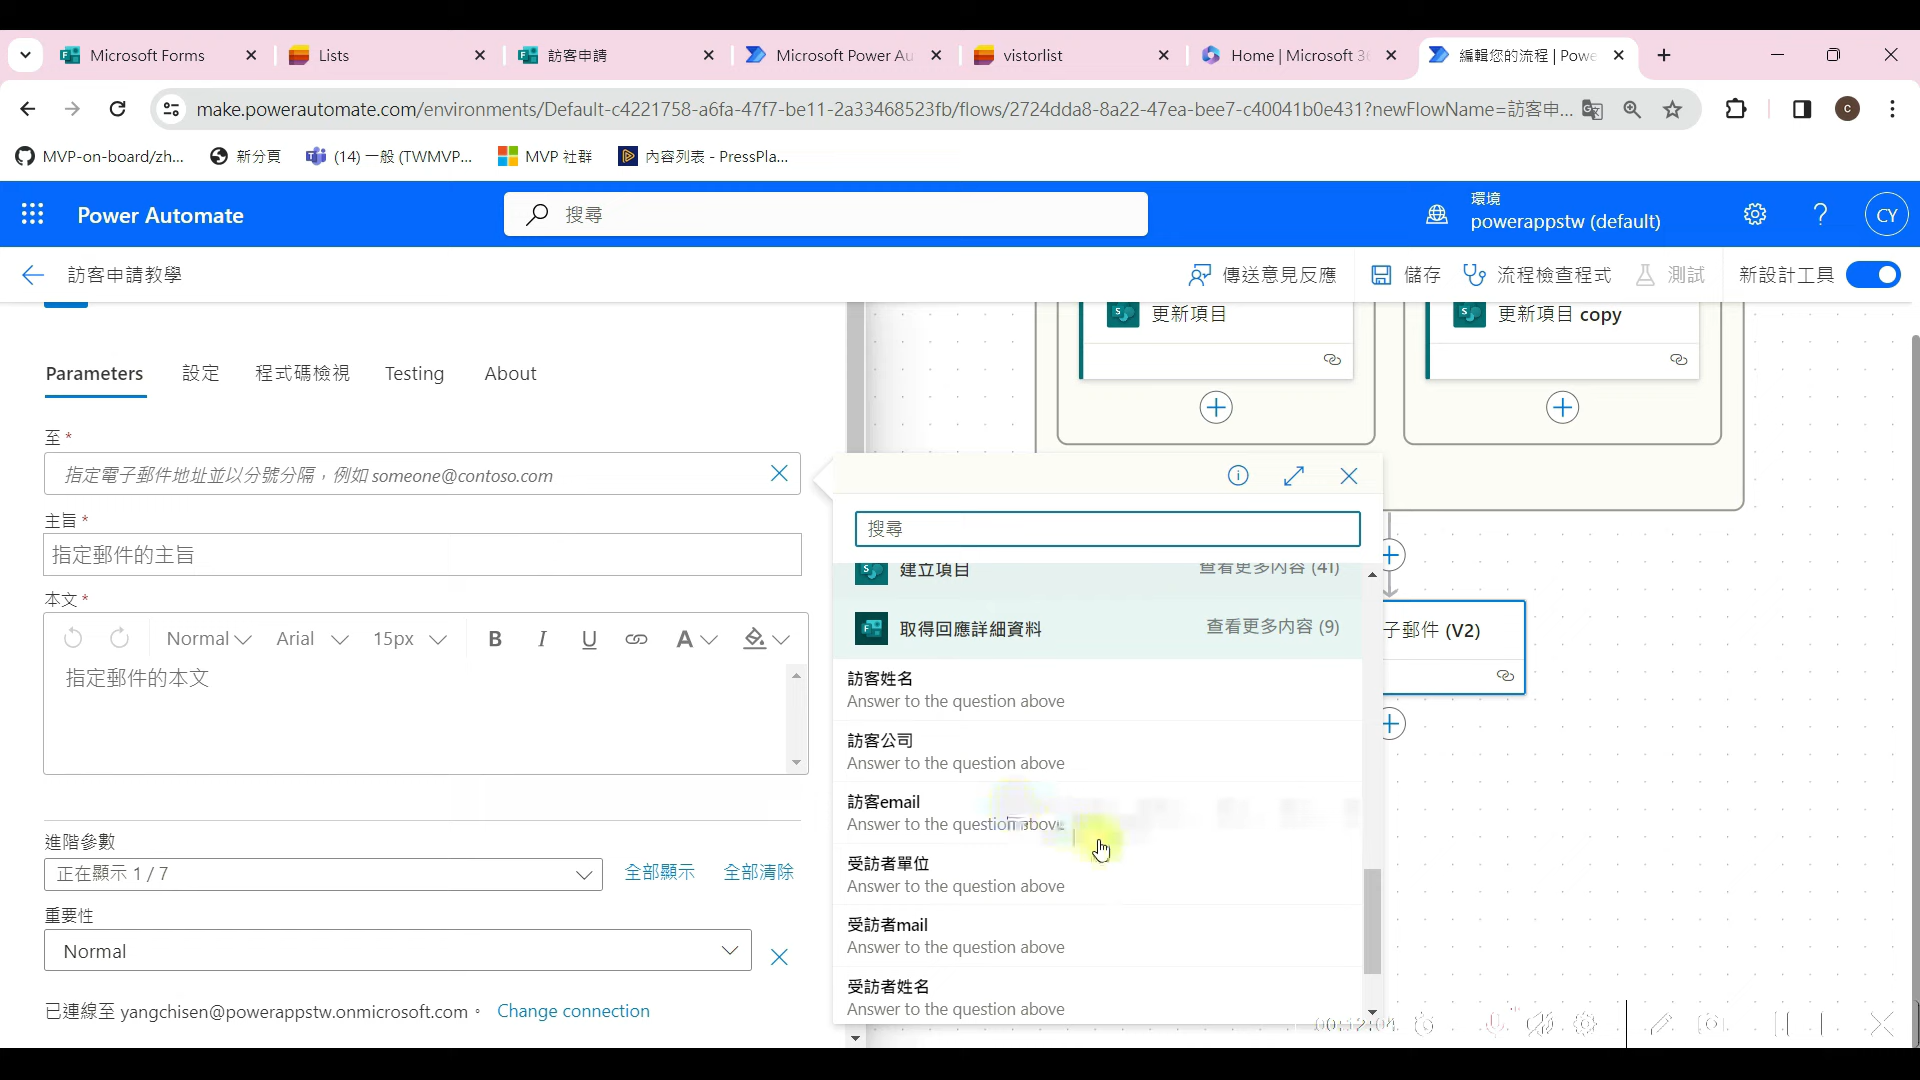 Microsoft Forms
Lists
訪客申請
Microsoft Power Au
vistorlist
Home | Microsoft 36
編輯您的流程 | Powe
make.powerautomate.com/environments/Default-c4221758-a6fa-47f7-be11-2a33468523fb/flows/2724dda8-8a22-47ea-bee7-c40041b0e431?newFlowName=訪客申...
C
MVP-on-board/zh...
新分頁
(14) 一般 (TWMVP...
MVP 社群
內容列表 - PressPla...
Power Automate
搜尋
環境
powerappstw (default)
CY
訪客申請教學
傳送意見反應
儲存
流程檢查程式
測試
新設計工具
更新項目
更新項目 copy
Parameters
設定
程式碼檢視
Testing
About
至 *
指定電子郵件地址並以分號分隔，例如 someone@contoso.com
主旨 *
指定郵件的主旨
本文 *
Normal
Arial
15px
B
I
U
A
指定郵件的本文
進階參數
正在顯示 1 / 7
全部顯示
全部清除
重要性
Normal
已連線至 yangchisen@powerappstw.onmicrosoft.com。
Change connection
搜尋
建立項目
查看更多內容 (41)
取得回應詳細資料
查看更多內容 (9)
訪客姓名
Answer to the question above
訪客公司
Answer to the question above
訪客email
Answer to the question above
受訪者單位
Answer to the question above
受訪者mail
Answer to the question above
受訪者姓名
Answer to the question above
子郵件 (V2)
00:12:04